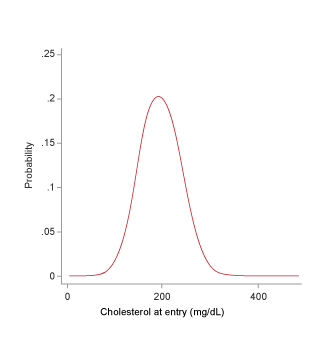 .25
.2
.15
.1
.05
0
Probability
0 200 400
Cholesterol at entry (mg/dL)